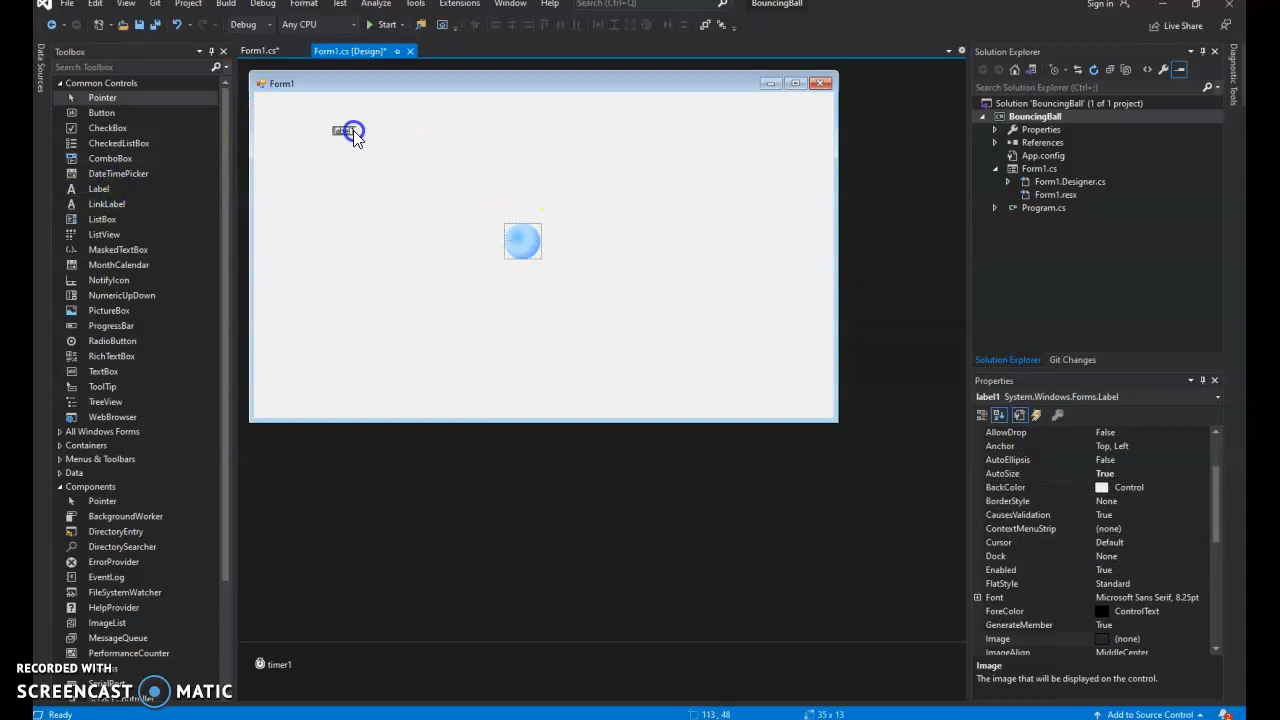 File Edit View Git Project Build Debug Format Test Analyze Tools Extensions Window Help Search (Ctrl+Q) BouncingBall Sign in
Debug Any CPU Start Live Share
Data Sources
Toolbox
Search Toolbox
Common Controls
Pointer
Button
CheckBox
CheckedListBox
ComboBox
DateTimePicker
Label
LinkLabel
ListBox
ListView
MaskedTextBox
MonthCalendar
NotifyIcon
NumericUpDown
PictureBox
ProgressBar
RadioButton
RichTextBox
TextBox
ToolTip
TreeView
WebBrowser
All Windows Forms
Containers
Menus & Toolbars
Data
Components
Pointer
BackgroundWorker
DirectoryEntry
DirectorySearcher
ErrorProvider
EventLog
FileSystemWatcher
HelpProvider
ImageList
MessageQueue
PerformanceCounter
SerialPort
Form1.cs* Form1.cs [Design]*
Form1
timer1
Solution Explorer
Search Solution Explorer (Ctrl+;)
Solution 'BouncingBall' (1 of 1 project)
BouncingBall
Properties
References
App.config
Form1.cs
Form1.Designer.cs
Form1.resx
Program.cs
Solution Explorer Git Changes
Diagnostic Tools
Properties
label1 System.Windows.Forms.Label
AllowDrop False
Anchor Top, Left
AutoEllipsis False
AutoSize True
BackColor Control
BorderStyle None
CausesValidation True
ContextMenuStrip (none)
Cursor Default
Dock None
Enabled True
FlatStyle Standard
Font Microsoft Sans Serif, 8.25pt
ForeColor ControlText
GenerateMember True
Image (none)
ImageAlign MiddleCenter
Image
The image that will be displayed on the control.
RECORDED WITH
SCREENCAST MATIC
Ready 113 , 48 35 x 13 Add to Source Control 2